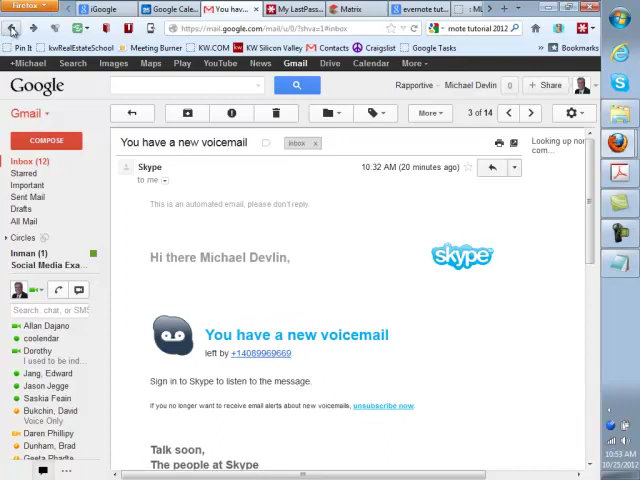 Firefox
iGoogle
Google Cale...
You hav...
My LastPass...
Matrix
evernote tut...
: ML
https://mail.google.com/mail/u/0/?shva=1#inbox
mote tutorial 2012
Pin It
kwRealEstateSchool
Meeting Burner
KW.COM
KW Silicon Valley
Contacts
Craigslist
Google Tasks
Bookmarks
+Michael
Search
Images
Maps
Play
YouTube
News
Gmail
Drive
Calendar
More
Google
Rapportive
Michael Devlin
0
+ Share
Gmail
More
3 of 14
COMPOSE
Inbox (12)
Starred
Important
Sent Mail
Drafts
All Mail
Circles
Inman (1)
Social Media Exa...
Search, chat, or SMS
Allan Dajano
coolendar
Dorothy
I used to be ind...
Jang Lee
Jason Jegge
Saskia Feain
Bukchin, David
Voice Only
Daren Phillipy
Dunham, Brad
Geeta Phadte
You have a new voicemail
Inbox x
Looking up nor
com...
Skype
10:32 AM (20 minutes ago)
to me
This is an automated email, please don't reply.
Hi there Michael Devlin,
skype
You have a new voicemail
left by +14089969669
Sign in to Skype to listen to the message.
If you no longer want to receive email alerts about new voicemails, unsubscribe now.
Talk soon,
The people at Skype
10:53 AM
10/25/2012